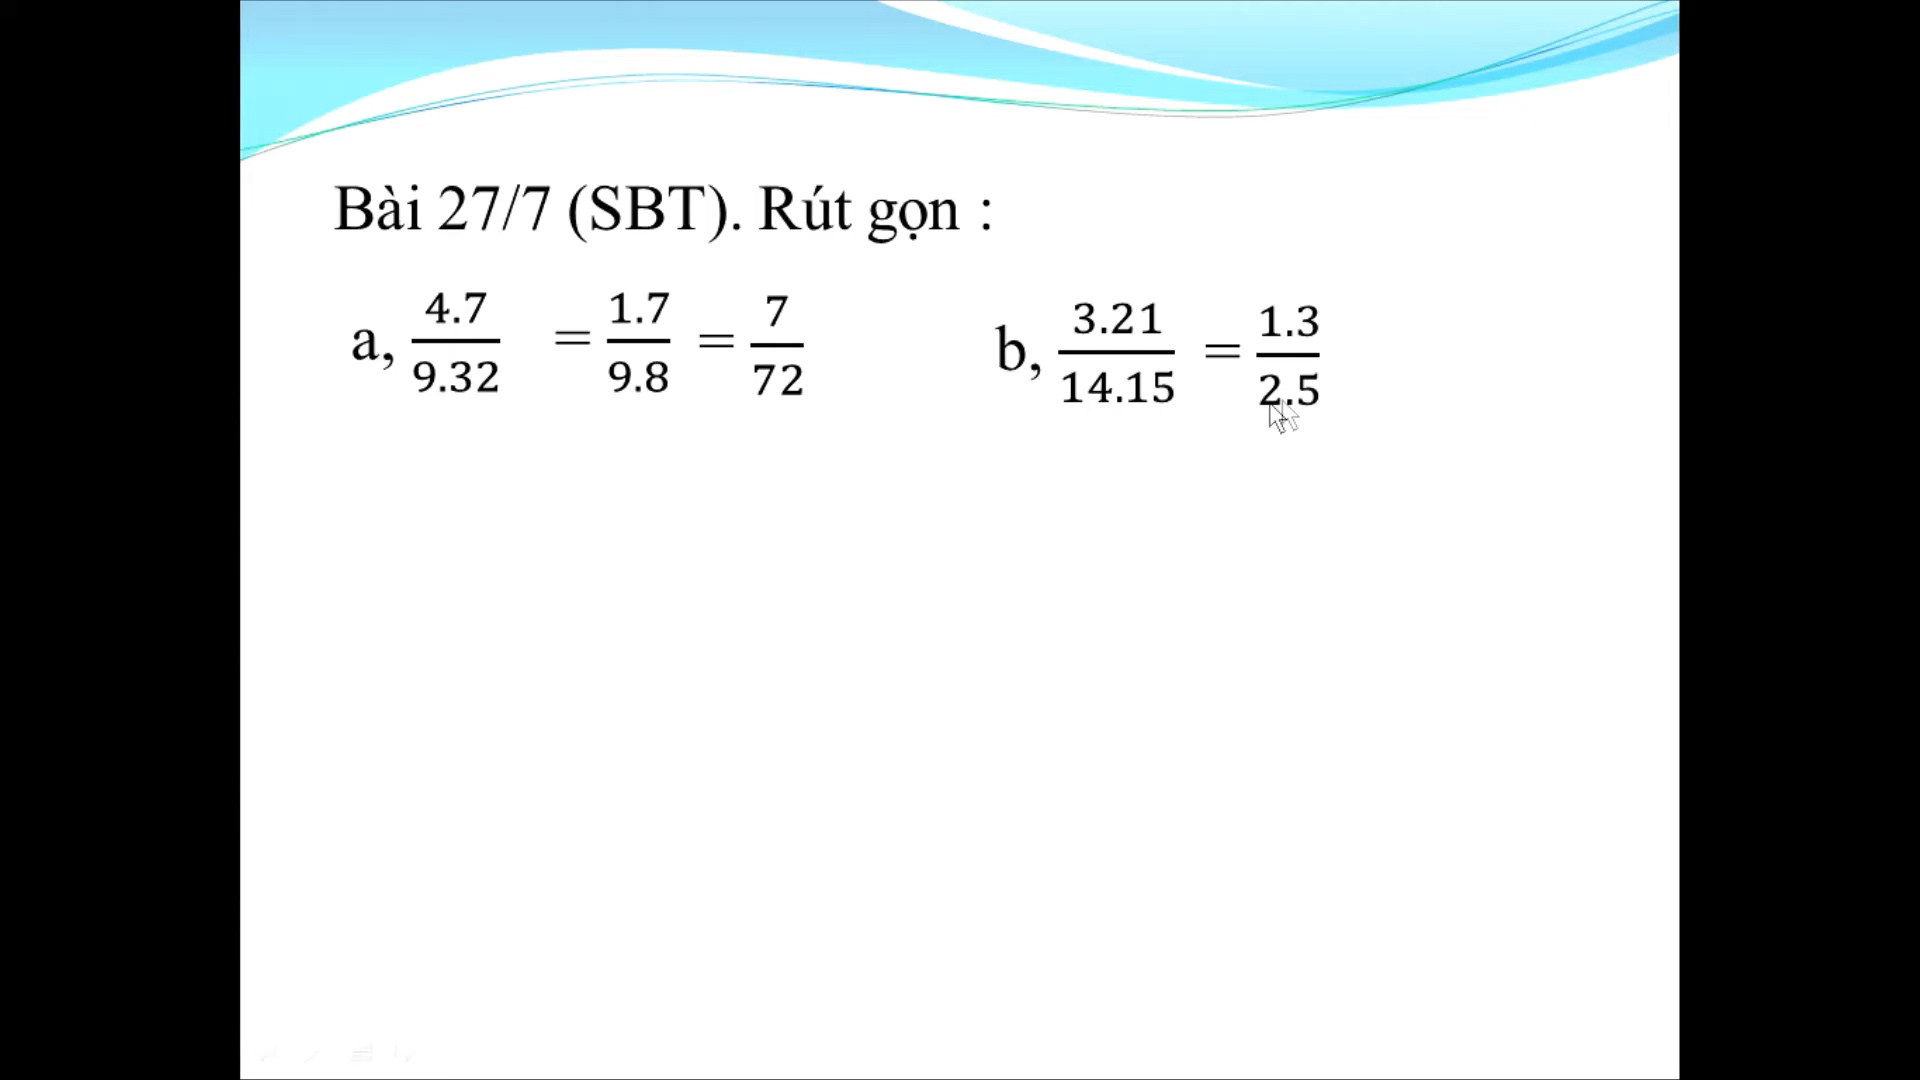 Bài 27/7 (SBT). Rút gọn :
a, 4.7/9.32 = 1.7/9.8 = 7/72
b, 3.21/14.15 = 1.3/2.5